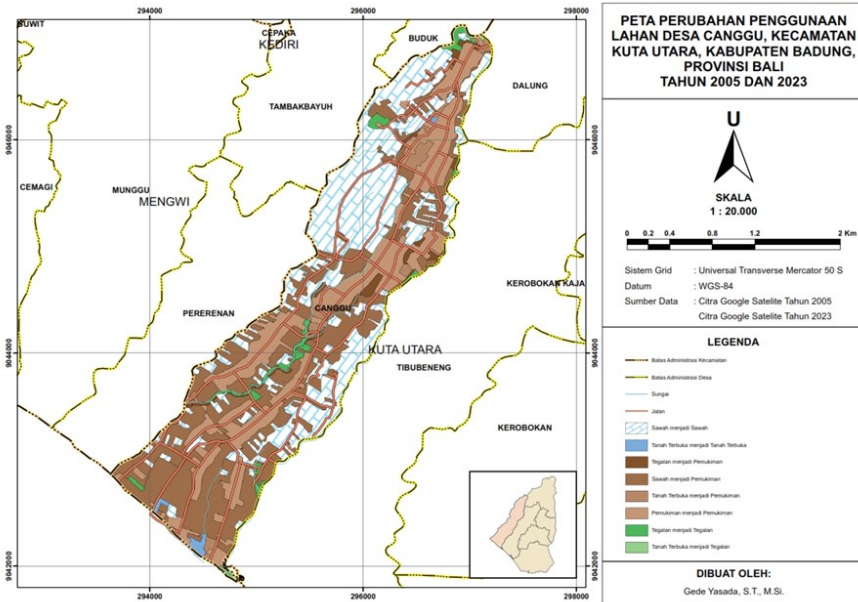 294000
296000
298000
BUWIT
CEPAKA
KEDIRI
BUDUK
DALUNG
TAMBAKBAYUH
9046000
9046000
CEMAGI
MUNGGU
MENGWI
KEROBOKAN KAJA
PERERENAN
CANGGU
KUTA UTARA
9044000
9044000
TIBUBENENG
KEROBOKAN
9042000
9042000
294000
296000
298000
PETA PERUBAHAN PENGGUNAAN
LAHAN DESA CANGGU, KECAMATAN
KUTA UTARA, KABUPATEN BADUNG,
PROVINSI BALI
TAHUN 2005 DAN 2023
U
SKALA
1 : 20.000
0 0.2 0.4 0.8 1.2 2 Km
Sistem Grid : Universal Transverse Mercator 50 S
Datum : WGS-84
Sumber Data : Citra Google Satelite Tahun 2005
Citra Google Satelite Tahun 2023
LEGENDA
Batas Administrasi Kecamatan
Batas Administrasi Desa
Sungai
Jalan
Sawah menjadi Sawah
Tanah Terbuka menjadi Tanah Terbuka
Tegalan menjadi Pemukiman
Sawah menjadi Pemukiman
Tanah Terbuka menjadi Pemukiman
Pemukiman menjadi Pemukiman
Tegalan menjadi Tegalan
Tanah Terbuka menjadi Tegalan
DIBUAT OLEH:
Gede Yasada, S.T., M.Si.